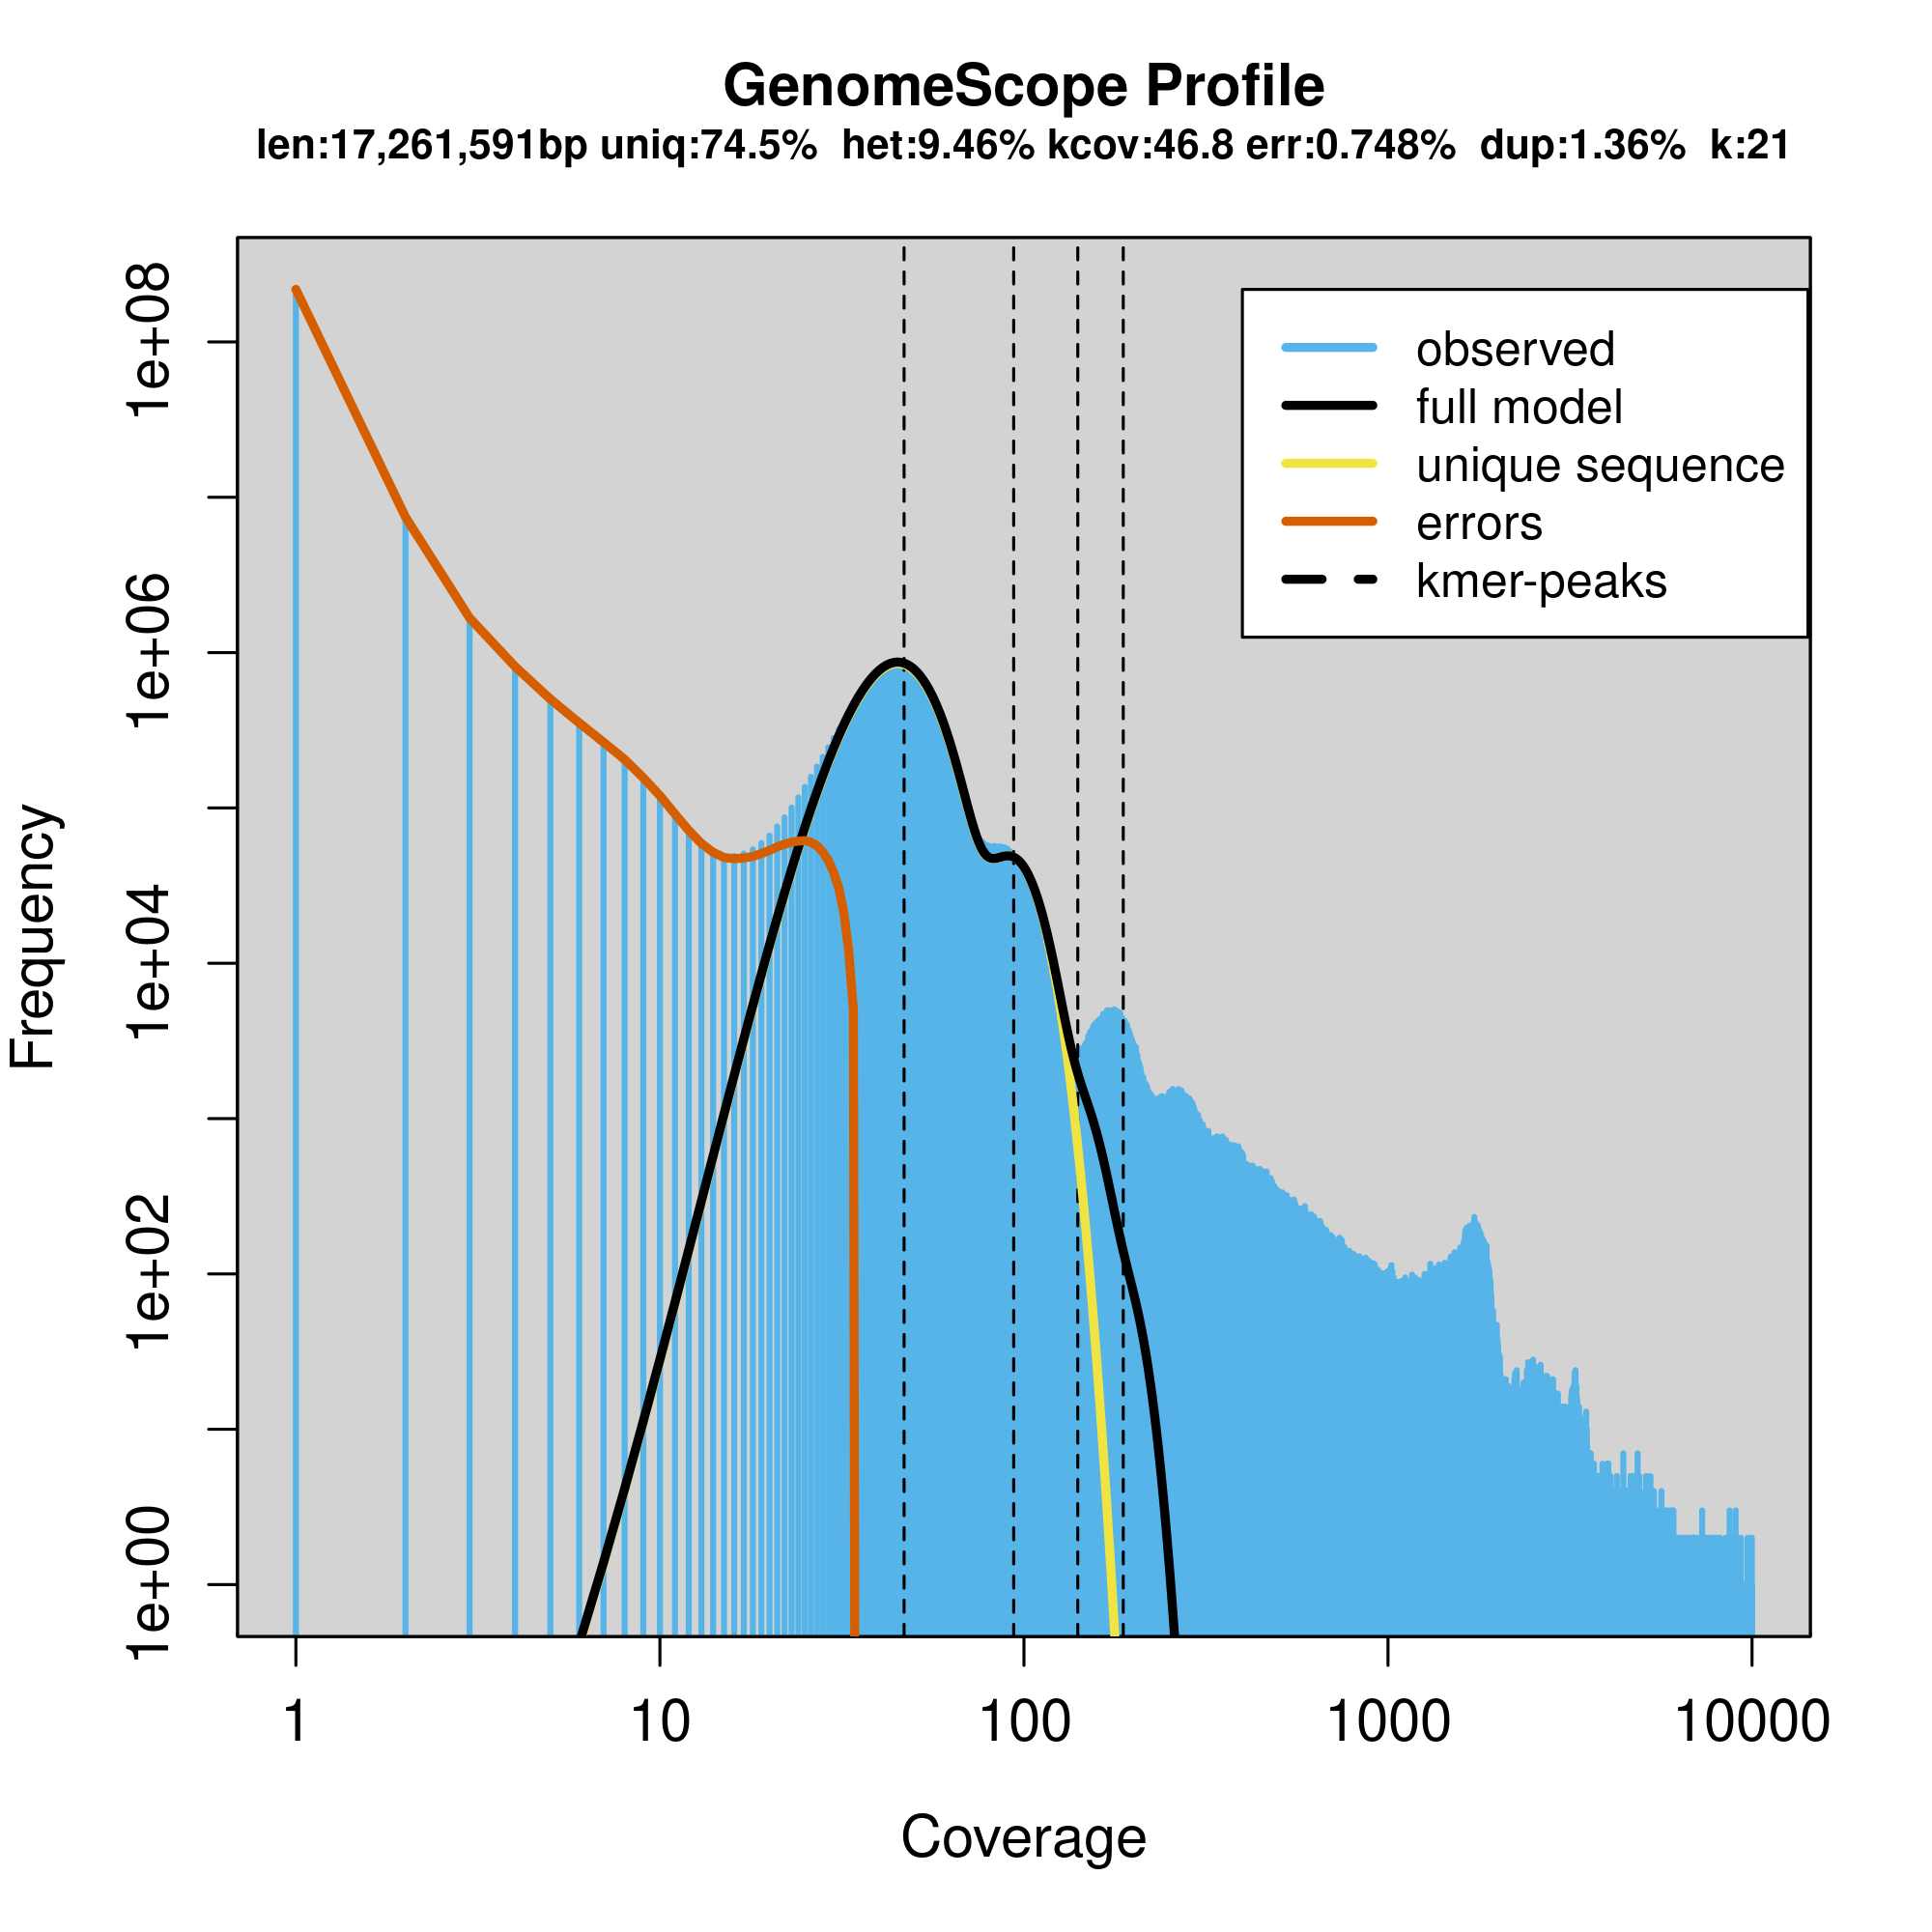 GenomeScope Profile
len:17,261,591bp uniq:74.5% het:9.46% kcov:46.8 err:0.748% dup:1.36% k:21
observed
full model
unique sequence
errors
kmer-peaks
Frequency
1e+08
1e+06
1e+04
1e+02
1e+00
1 10 100 1000 10000
Coverage